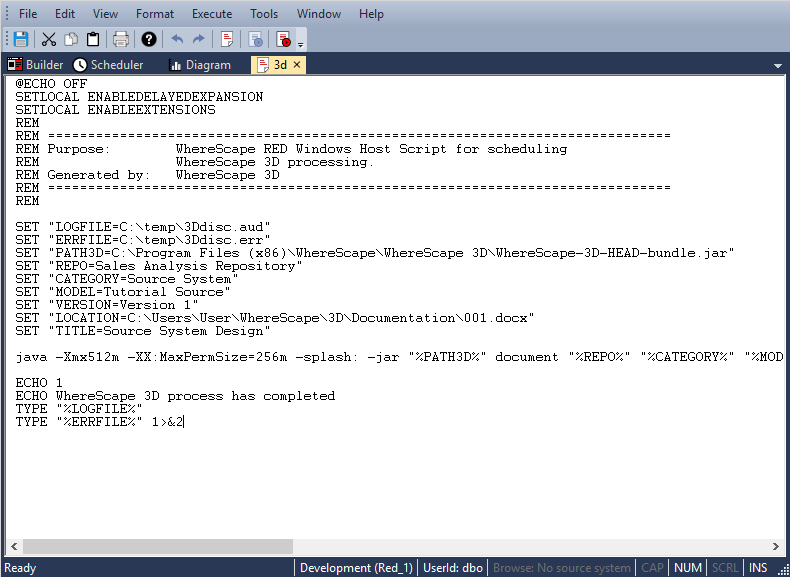 File Edit View Format Execute Tools Window Help
Builder Scheduler Diagram 3d
@ECHO OFF
SETLOCAL ENABLEDELAYEDEXPANSION
SETLOCAL ENABLEEXTENSIONS
REM
REM =============================================================================
REM Purpose:        WhereScape RED Windows Host Script for scheduling
REM                 WhereScape 3D processing.
REM Generated by:   WhereScape 3D
REM =============================================================================
REM
SET "LOGFILE=C:\temp\3Ddisc.aud"
SET "ERRFILE=C:\temp\3Ddisc.err"
SET "PATH3D=C:\Program Files (x86)\WhereScape\WhereScape 3D\WhereScape-3D-HEAD-bundle.jar"
SET "REPO=Sales Analysis Repository"
SET "CATEGORY=Source System"
SET "MODEL=Tutorial Source"
SET "VERSION=Version 1"
SET "LOCATION=C:\Users\User\WhereScape\3D\Documentation\001.docx"
SET "TITLE=Source System Design"
java -Xmx512m -XX:MaxPermSize=256m -splash: -jar "%PATH3D%" document "%REPO%" "%CATEGORY%" "%MOD
ECHO 1
ECHO WhereScape 3D process has completed
TYPE "%LOGFILE%"
TYPE "%ERRFILE%" 1>&2
Ready Development (Red_1) UserId: dbo Browse: No source system CAP NUM SCRL INS